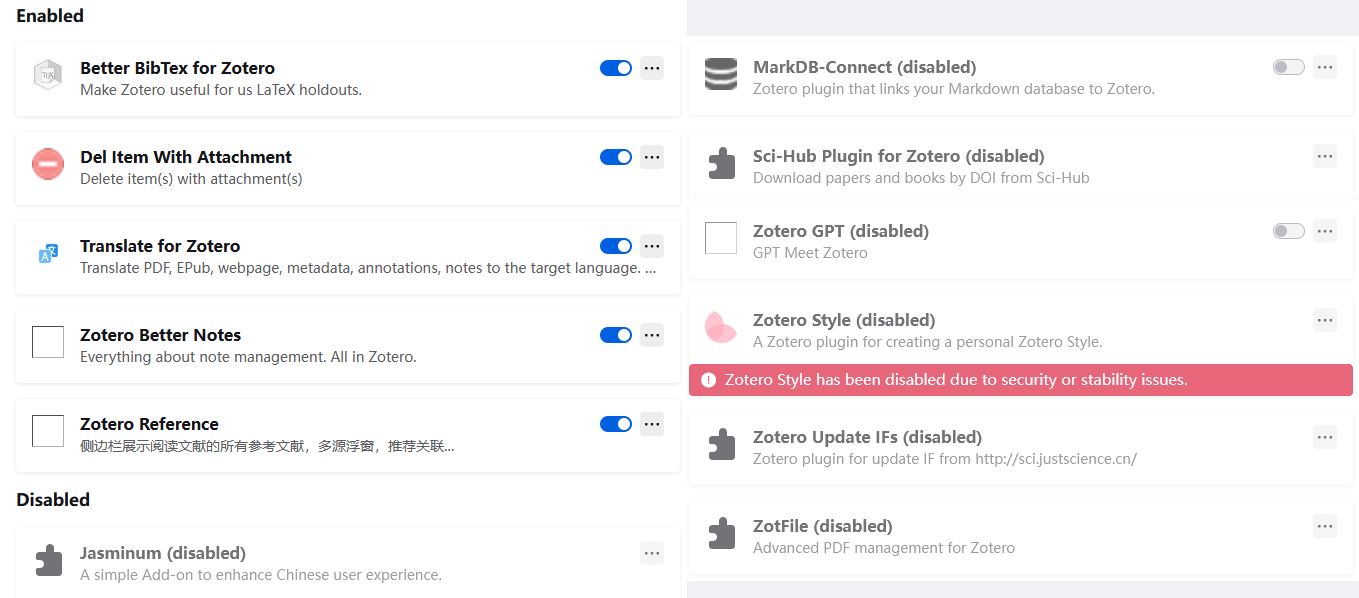 Enabled
Better BibTex for Zotero
Make Zotero useful for us LaTeX holdouts.
Del Item With Attachment
Delete item(s) with attachment(s)
Translate for Zotero
Translate PDF, EPub, webpage, metadata, annotations, notes to the target language. ...
Zotero Better Notes
Everything about note management. All in Zotero.
Zotero Reference
侧边栏展示阅读文献的所有参考文献，多源浮窗，推荐关联...
Disabled
Jasminum (disabled)
A simple Add-on to enhance Chinese user experience.
MarkDB-Connect (disabled)
Zotero plugin that links your Markdown database to Zotero.
Sci-Hub Plugin for Zotero (disabled)
Download papers and books by DOI from Sci-Hub
Zotero GPT (disabled)
GPT Meet Zotero
Zotero Style (disabled)
A Zotero plugin for creating a personal Zotero Style.
Zotero Style has been disabled due to security or stability issues.
Zotero Update IFs (disabled)
Zotero plugin for update IF from http://sci.justscience.cn/
ZotFile (disabled)
Advanced PDF management for Zotero